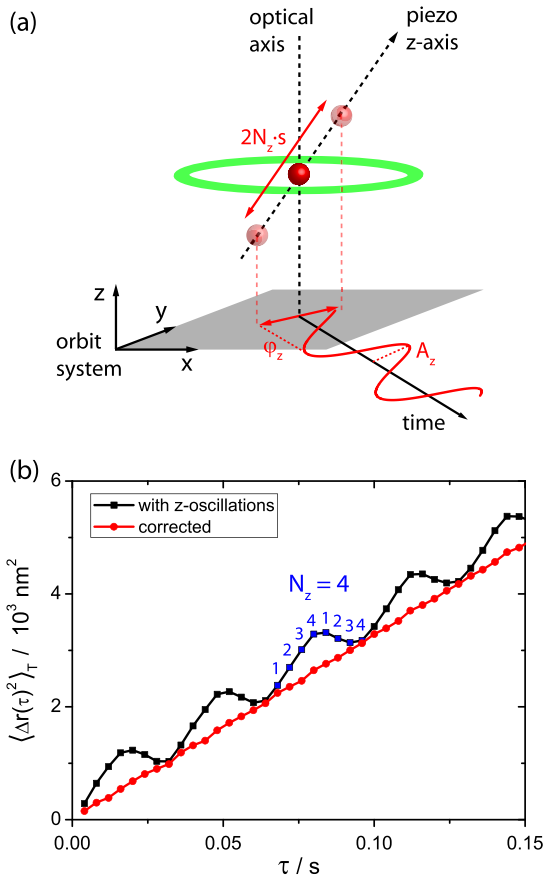 (a)
optical
axis
piezo
z-axis
2N_z·s
z
y
x
orbit
system
φ_z
A_z
time
(b)
with z-oscillations
corrected
N_z = 4
1 2 3 4 1 2 3 4
⟨Δr(τ)²⟩_T / 10³ nm²
6
4
2
0
0.00 0.05 0.10 0.15
τ / s